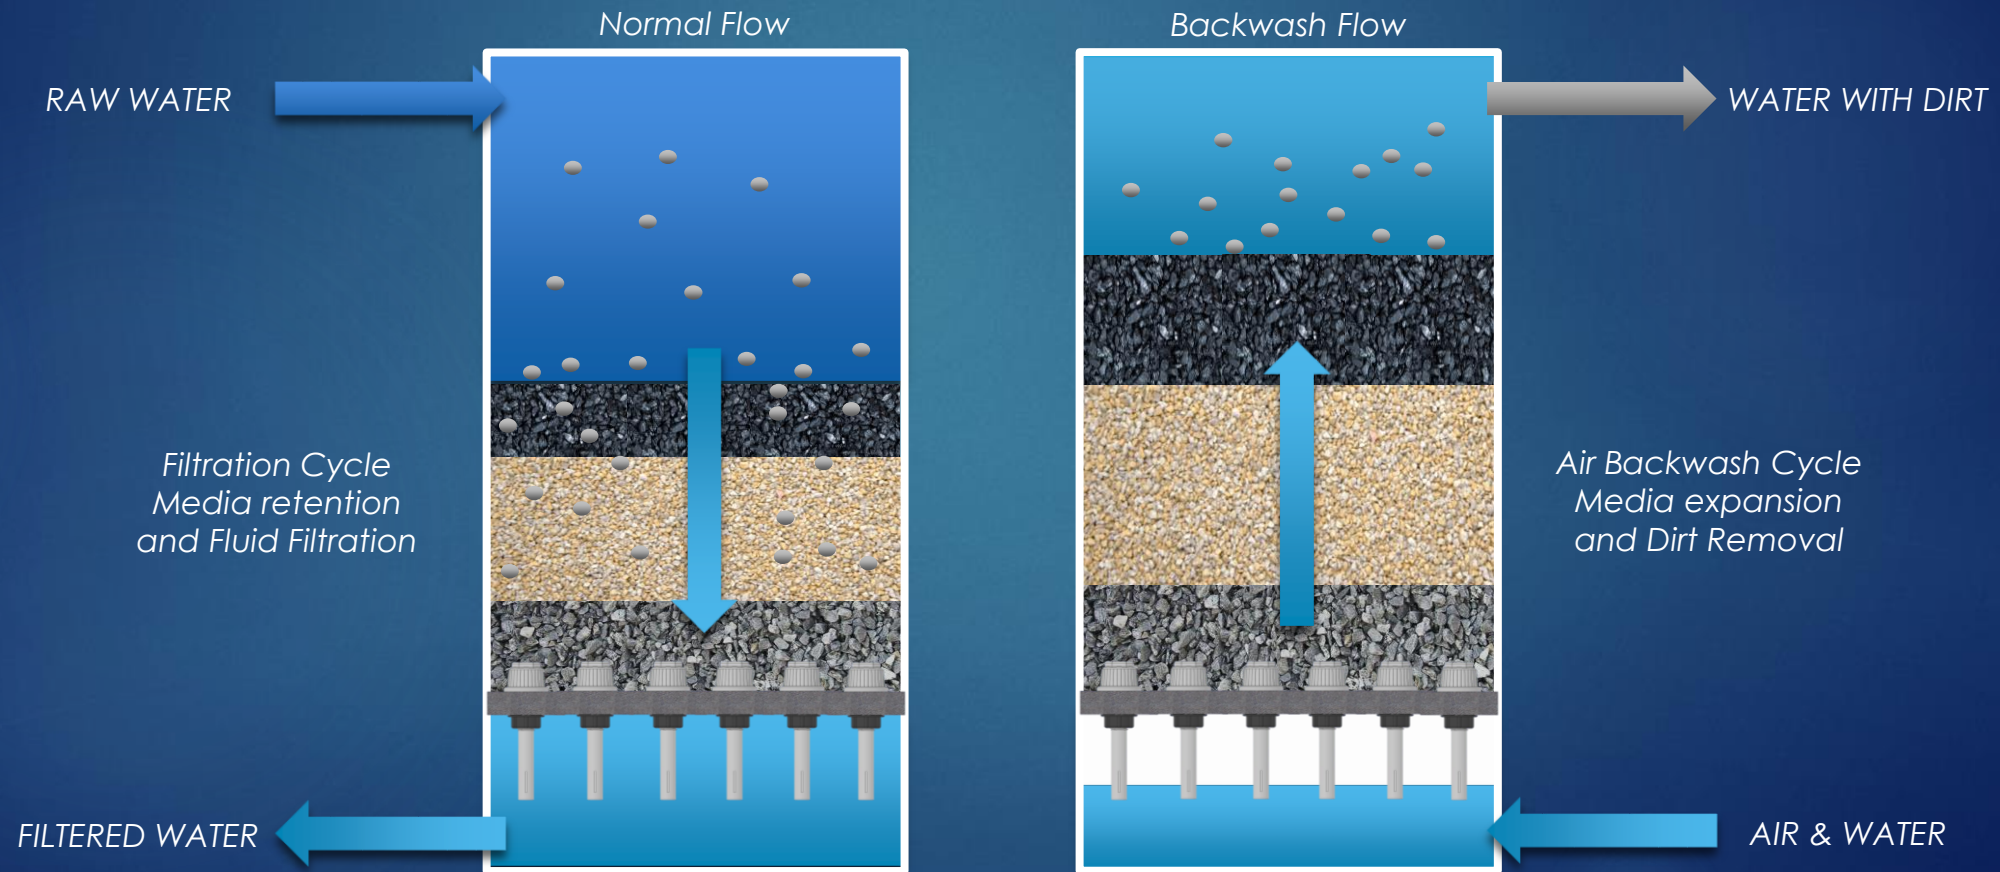 Normal Flow
Backwash Flow
RAW WATER
WATER WITH DIRT
Filtration Cycle
Media retention
and Fluid Filtration
Air Backwash Cycle
Media expansion
and Dirt Removal
FILTERED WATER
AIR & WATER